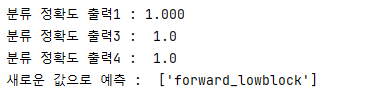 분류 정확도 출력1 : 1.000
분류 정확도 출력3 :  1.0
분류 정확도 출력4 :  1.0
새로운 값으로 예측 :  ['forward_lowblock']